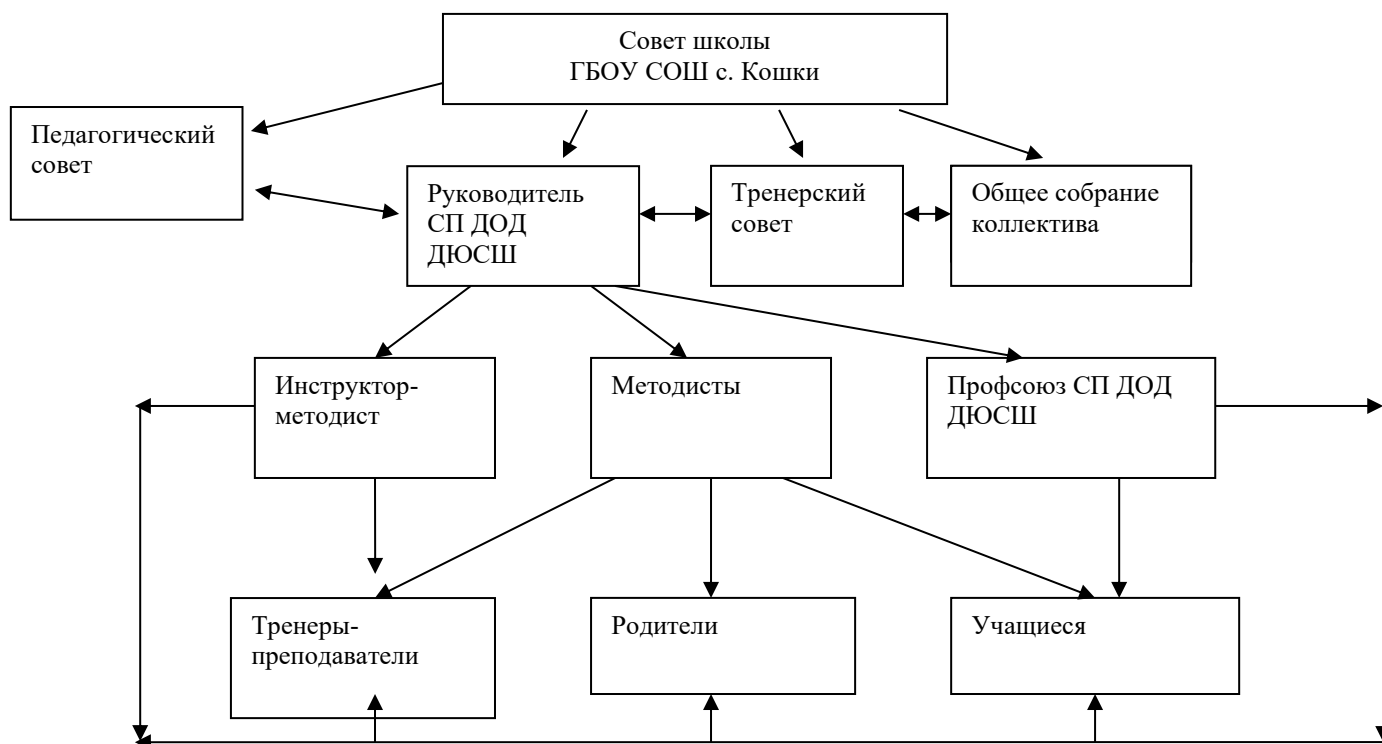 Совет школы
ГБОУ СОШ с. Кошки
Педагогический
совет
Руководитель
СП ДОД
ДЮСШ
Тренерский
совет
Общее собрание
коллектива
Инструктор-
методист
Методисты
Профсоюз СП ДОД
ДЮСШ
Тренеры-
преподаватели
Родители
Учащиеся